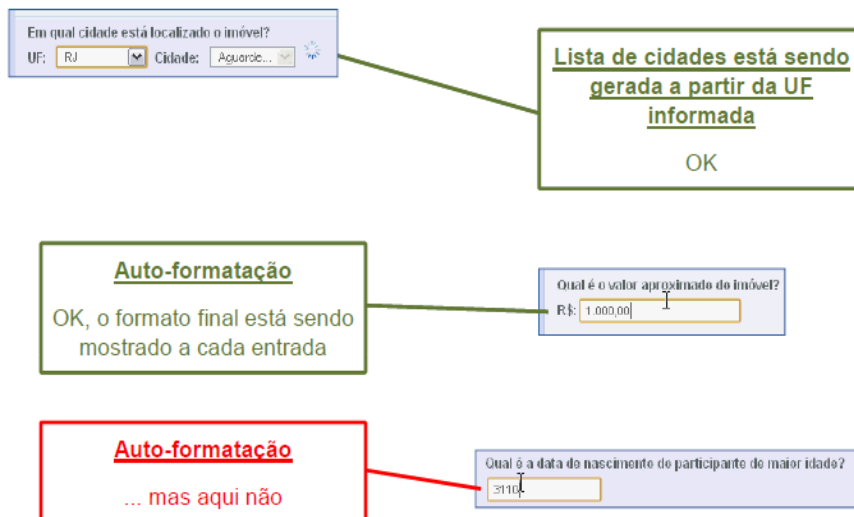 Em qual cidade está localizado o imóvel?
UF: RJ Cidade: Aguarde...
Lista de cidades está sendo
gerada a partir da UF
informada
OK
Auto-formatação
OK, o formato final está sendo
mostrado a cada entrada
Qual é o valor aproximado do imóvel?
R$: 1.000,00
Auto-formatação
... mas aqui não
Qual é a data de nascimento do participante de maior idade?
3110